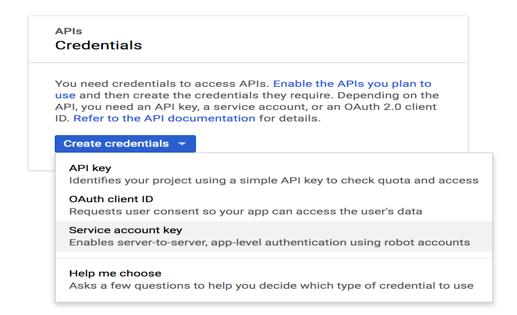 APIs
Credentials
You need credentials to access APIs. Enable the APIs you plan to
use and then create the credentials they require. Depending on the
API, you need an API key, a service account, or an OAuth 2.0 client
ID. Refer to the API documentation for details.
Create credentials
API key
Identifies your project using a simple API key to check quota and access
OAuth client ID
Requests user consent so your app can access the user's data
Service account key
Enables server-to-server, app-level authentication using robot accounts
Help me choose
Asks a few questions to help you decide which type of credential to use